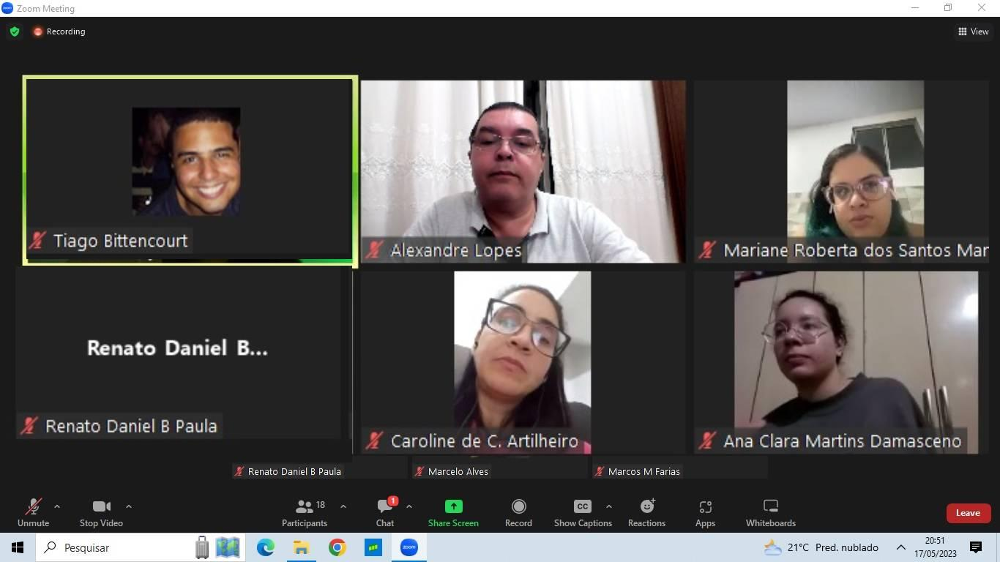 Zoom Meeting
Recording
View
Tiago Bittencourt
Alexandre Lopes
Mariane Roberta dos Santos Mar
Renato Daniel B...
Renato Daniel B Paula
Caroline de C. Artilheiro
Ana Clara Martins Damasceno
Renato Daniel B Paula
Marcelo Alves
Marcos M Farias
18
1
CC
Unmute
Stop Video
Participants
Chat
Share Screen
Record
Show Captions
Reactions
Apps
Whiteboards
Leave
Pesquisar
zoom
21°C Pred. nublado
20:51
17/05/2023